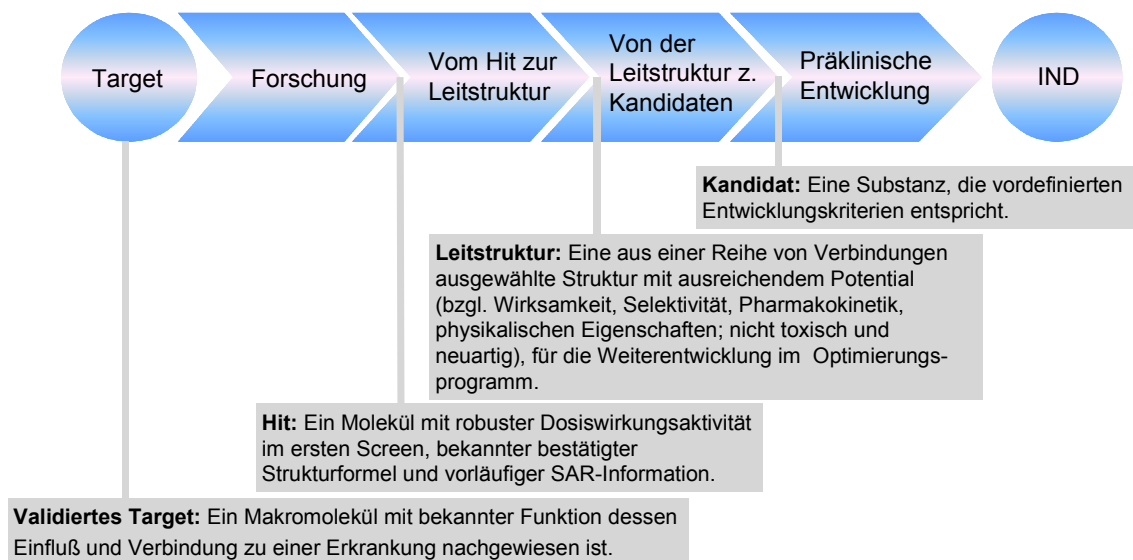 Target
Forschung
Vom Hit zur
Leitstruktur
Von der
Leitstruktur z.
Kandidaten
Präklinische
Entwicklung
IND
Kandidat: Eine Substanz, die vordefinierten
Entwicklungskriterien entspricht.
Leitstruktur: Eine aus einer Reihe von Verbindungen
ausgewählte Struktur mit ausreichendem Potential
(bzgl. Wirksamkeit, Selektivität, Pharmakokinetik,
physikalischen Eigenschaften; nicht toxisch und
neuartig), für die Weiterentwicklung im Optimierungs-
programm.
Hit: Ein Molekül mit robuster Dosiswirkungsaktivität
im ersten Screen, bekannter bestätigter
Strukturformel und vorläufiger SAR-Information.
Validiertes Target: Ein Makromolekül mit bekannter Funktion dessen
Einfluß und Verbindung zu einer Erkrankung nachgewiesen ist.